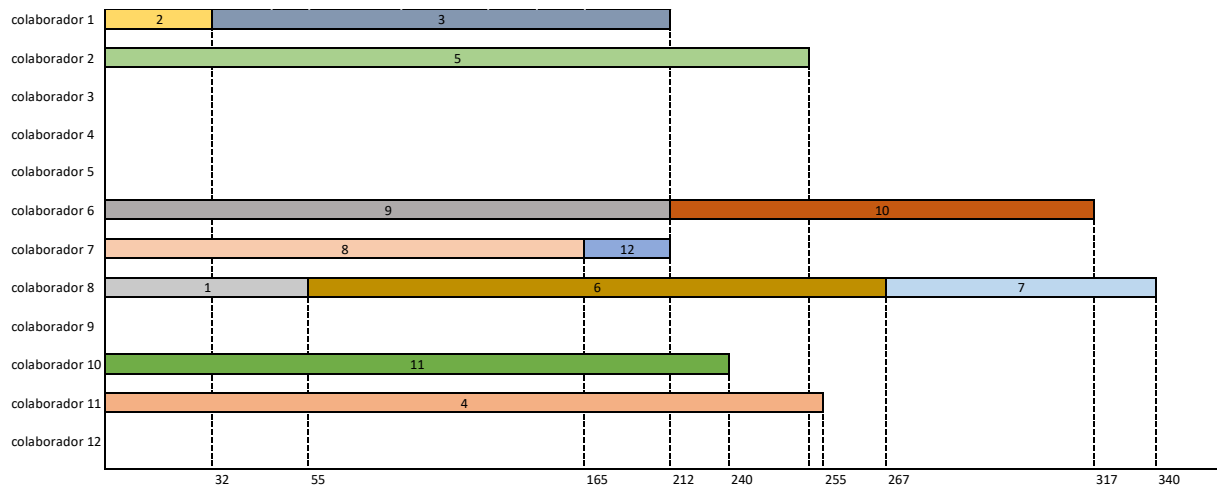 colaborador 1 2 3
colaborador 2 5
colaborador 3
colaborador 4
colaborador 5
colaborador 6 9 10
colaborador 7 8 12
colaborador 8 1 6 7
colaborador 9
colaborador 10 11
colaborador 11 4
colaborador 12
32 55 165 212 240 255 267 317 340